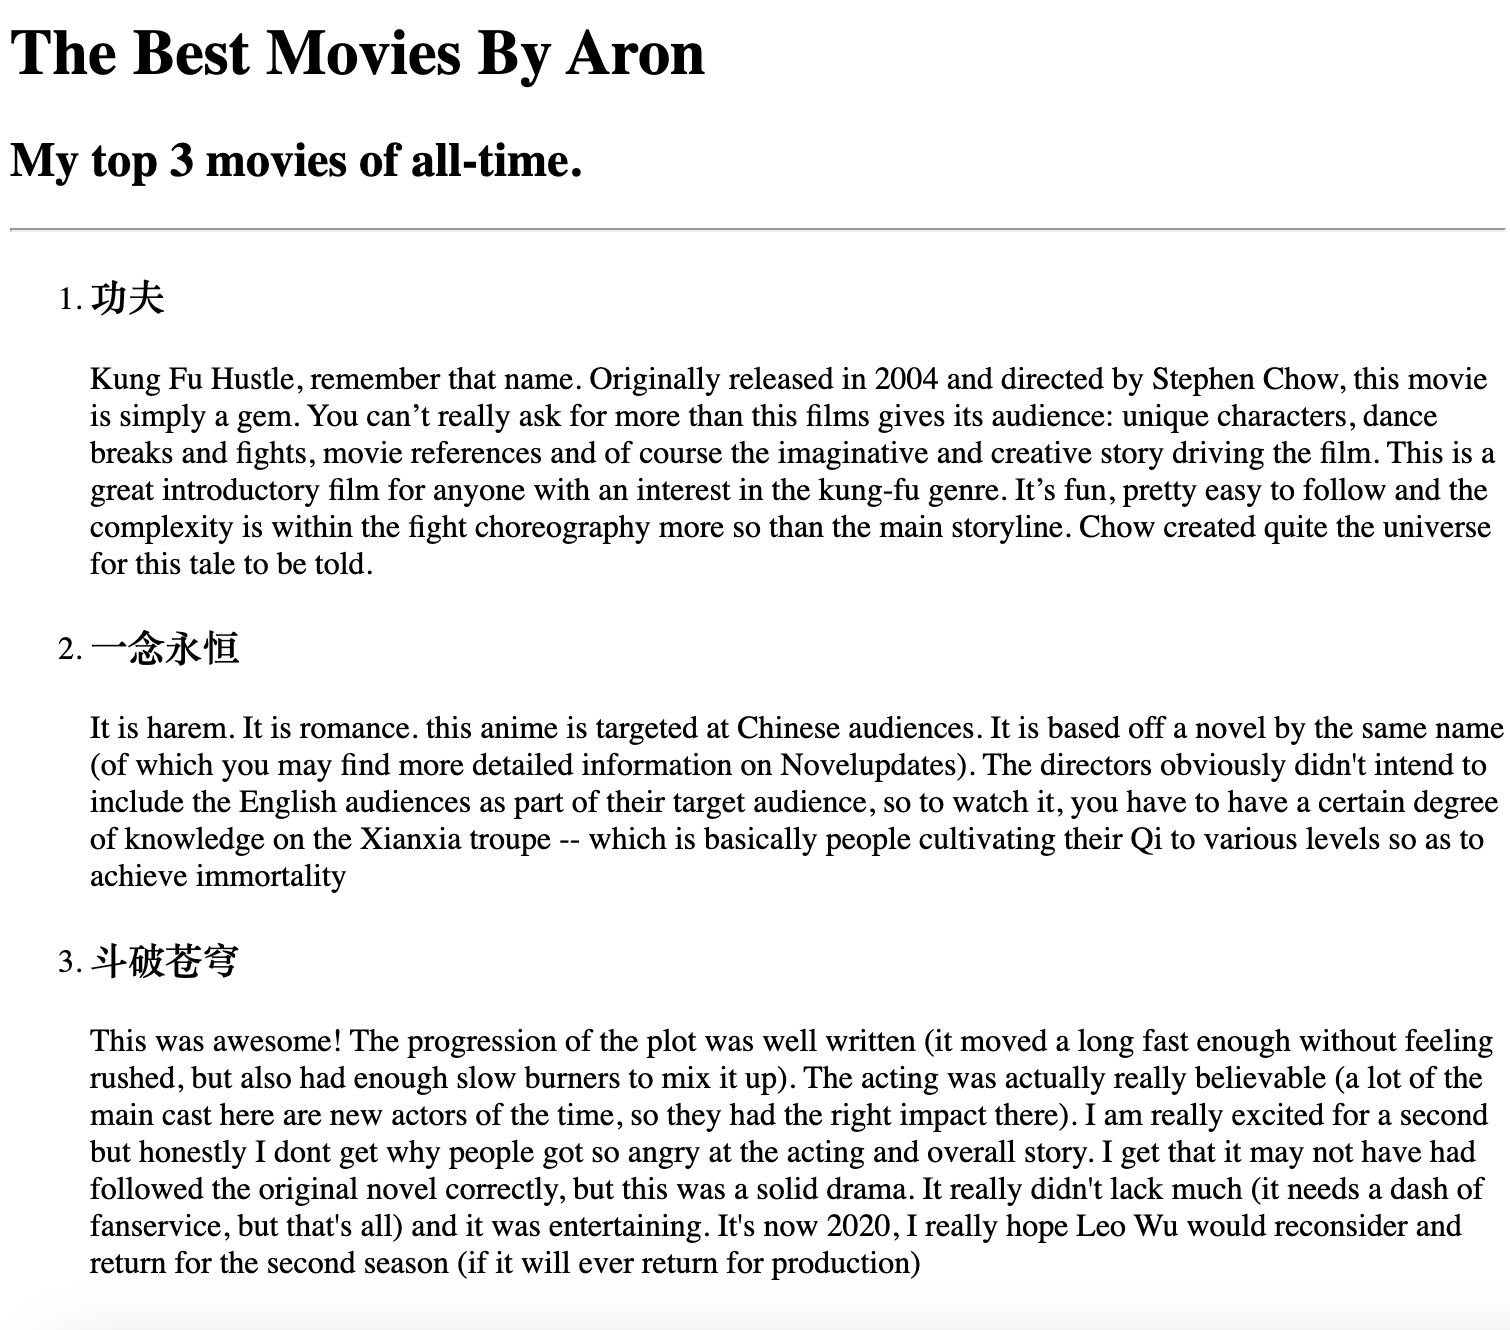 The Best Movies By Aron
My top 3 movies of all-time.
1. 功夫
Kung Fu Hustle, remember that name. Originally released in 2004 and directed by Stephen Chow, this movie
is simply a gem. You can’t really ask for more than this films gives its audience: unique characters, dance
breaks and fights, movie references and of course the imaginative and creative story driving the film. This is a
great introductory film for anyone with an interest in the kung-fu genre. It’s fun, pretty easy to follow and the
complexity is within the fight choreography more so than the main storyline. Chow created quite the universe
for this tale to be told.
2. 一念永恒
It is harem. It is romance. this anime is targeted at Chinese audiences. It is based off a novel by the same name
(of which you may find more detailed information on Novelupdates). The directors obviously didn't intend to
include the English audiences as part of their target audience, so to watch it, you have to have a certain degree
of knowledge on the Xianxia troupe -- which is basically people cultivating their Qi to various levels so as to
achieve immortality
3. 斗破苍穹
This was awesome! The progression of the plot was well written (it moved a long fast enough without feeling
rushed, but also had enough slow burners to mix it up). The acting was actually really believable (a lot of the
main cast here are new actors of the time, so they had the right impact there). I am really excited for a second
but honestly I dont get why people got so angry at the acting and overall story. I get that it may not have had
followed the original novel correctly, but this was a solid drama. It really didn't lack much (it needs a dash of
fanservice, but that's all) and it was entertaining. It's now 2020, I really hope Leo Wu would reconsider and
return for the second season (if it will ever return for production)